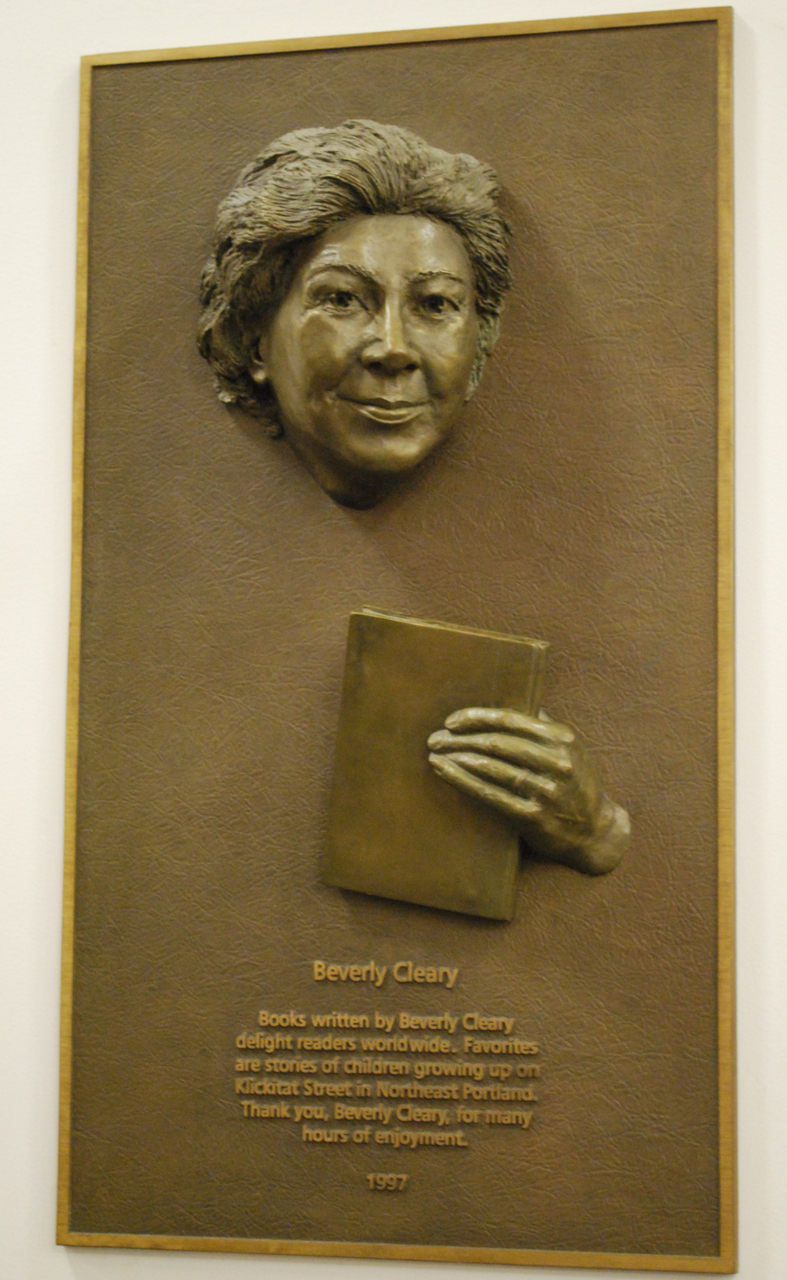 Beverly Cleary
Books written by Beverly Cleary
delight readers worldwide. Favorites
are stories of children growing up on
Klickitat Street in Northeast Portland.
Thank you, Beverly Cleary, for many
hours of enjoyment.
1997